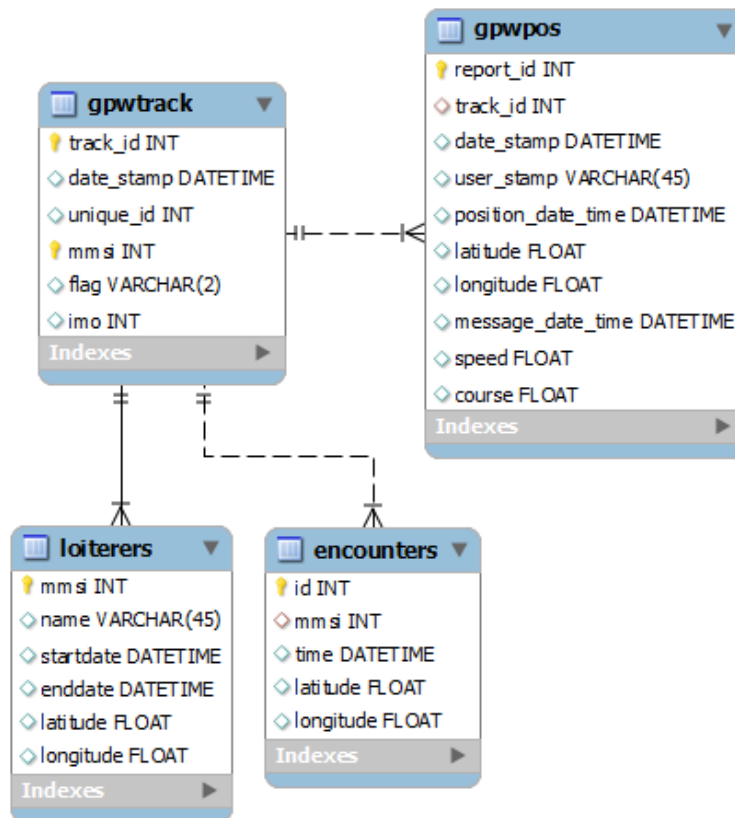 gpwtrack
track_id INT
date_stamp DATETIME
unique_id INT
mmsi INT
flag VARCHAR(2)
imo INT
Indexes
gpwpos
report_id INT
track_id INT
date_stamp DATETIME
user_stamp VARCHAR(45)
position_date_time DATETIME
latitude FLOAT
longitude FLOAT
message_date_time DATETIME
speed FLOAT
course FLOAT
Indexes
loiterers
mmsi INT
name VARCHAR(45)
startdate DATETIME
enddate DATETIME
latitude FLOAT
longitude FLOAT
Indexes
encounters
id INT
mmsi INT
time DATETIME
latitude FLOAT
longitude FLOAT
Indexes